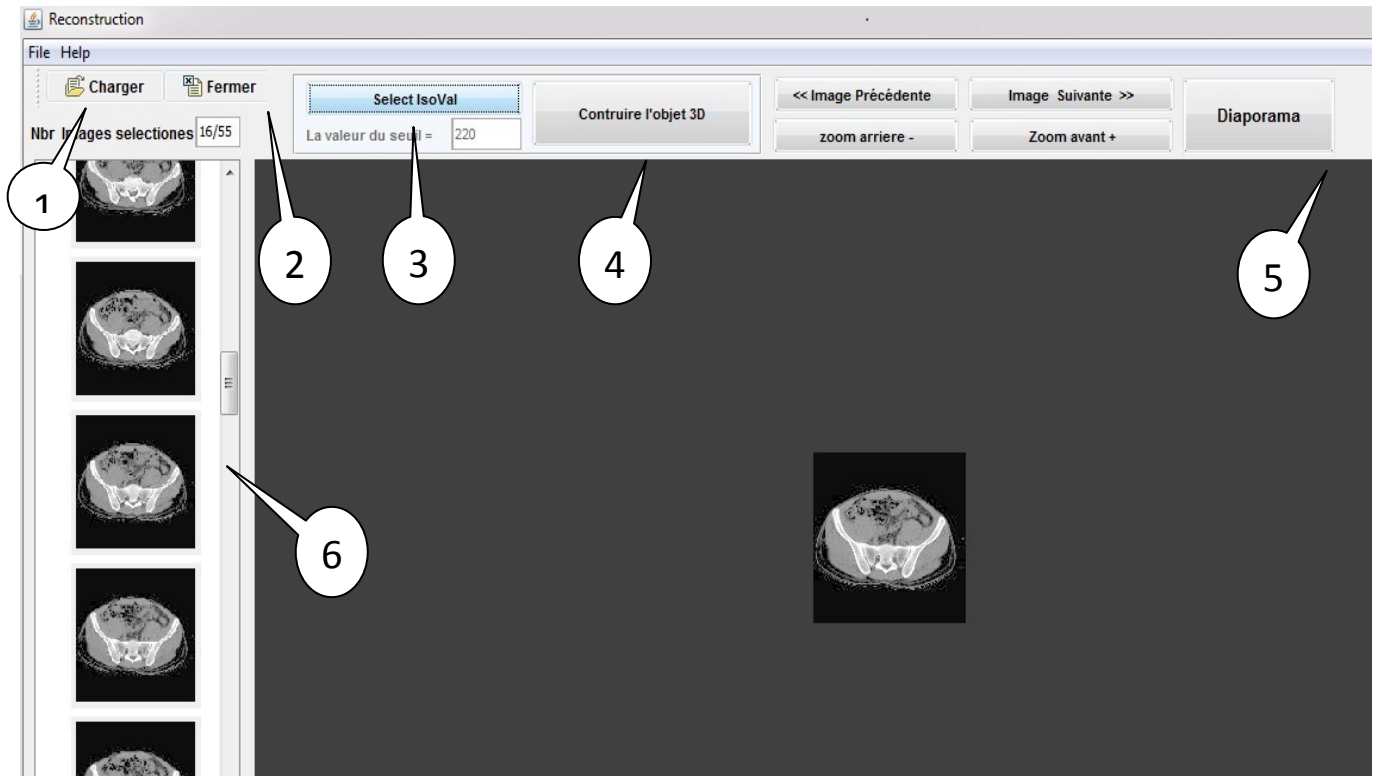 Reconstruction
File Help
Charger Fermer
Nbr Images selectiones 16/55
Select IsoVal
La valeur du seuil = 220
Contruire l'objet 3D
<< Image Précédente
Image Suivante >>
zoom arriere -
Zoom avant +
Diaporama
1
2
3
4
5
6